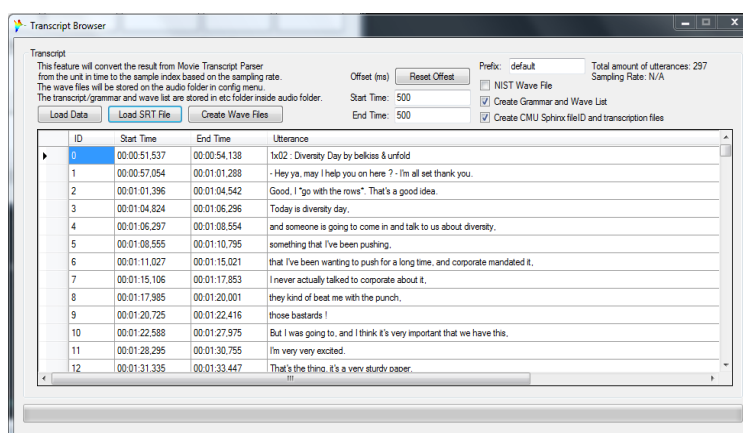 Transcript Browser
Transcript
This feature will convert the result from Movie Transcript Parser
from the unit in time to the sample index based on the sampling rate.
The wave files will be stored on the audio folder in config menu.
The transcript/grammar and wave list are stored in etc folder inside audio folder.
Load Data Load SRT File Create Wave Files
Offset (ms) Reset Offest
Start Time: 500
End Time: 500
Prefix: default
NIST Wave File
Create Grammar and Wave List
Create CMU Sphinx fileID and transcription files
Total amount of utterances: 297
Sampling Rate: N/A
ID Start Time End Time Utterance
0 00:00:51,537 00:00:54,138 1x02 : Diversity Day by belkiss & unfold
1 00:00:57,054 00:01:01,288 - Hey ya, may I help you on here ? - I'm all set thank you.
2 00:01:01,396 00:01:04,542 Good, I "go with the rows". That's a good idea.
3 00:01:04,824 00:01:06,296 Today is diversity day,
4 00:01:06,297 00:01:08,554 and someone is going to come in and talk to us about diversity,
5 00:01:08,555 00:01:10,795 something that I've been pushing,
6 00:01:11,027 00:01:15,021 that I've been wanting to push for a long time, and corporate mandated it,
7 00:01:15,106 00:01:17,853 I never actually talked to corporate about it,
8 00:01:17,985 00:01:20,001 they kind of beat me with the punch,
9 00:01:20,725 00:01:22,416 those bastards !
10 00:01:22,588 00:01:27,975 But I was going to, and I think it's very important that we have this,
11 00:01:28,295 00:01:30,755 I'm very very excited.
12 00:01:31,335 00:01:33,447 That's the thing, it's a very sturdy paper,